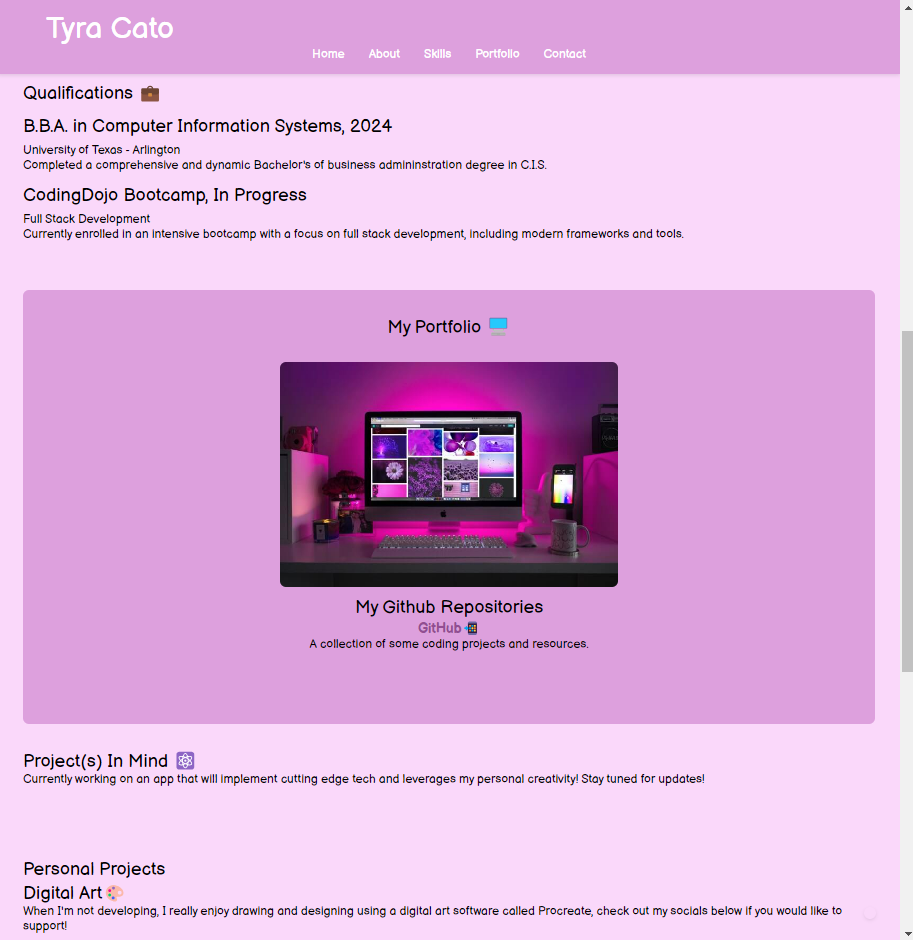 Tyra Cato
Home About Skills Portfolio Contact
Qualifications
B.B.A. in Computer Information Systems, 2024
University of Texas - Arlington
Completed a comprehensive and dynamic Bachelor's of business admininstration degree in C.I.S.
CodingDojo Bootcamp, In Progress
Full Stack Development
Currently enrolled in an intensive bootcamp with a focus on full stack development, including modern frameworks and tools.
My Portfolio
My Github Repositories
GitHub
A collection of some coding projects and resources.
Project(s) In Mind
Currently working on an app that will implement cutting edge tech and leverages my personal creativity! Stay tuned for updates!
Personal Projects
Digital Art
When I'm not developing, I really enjoy drawing and designing using a digital art software called Procreate, check out my socials below if you would like to
support!